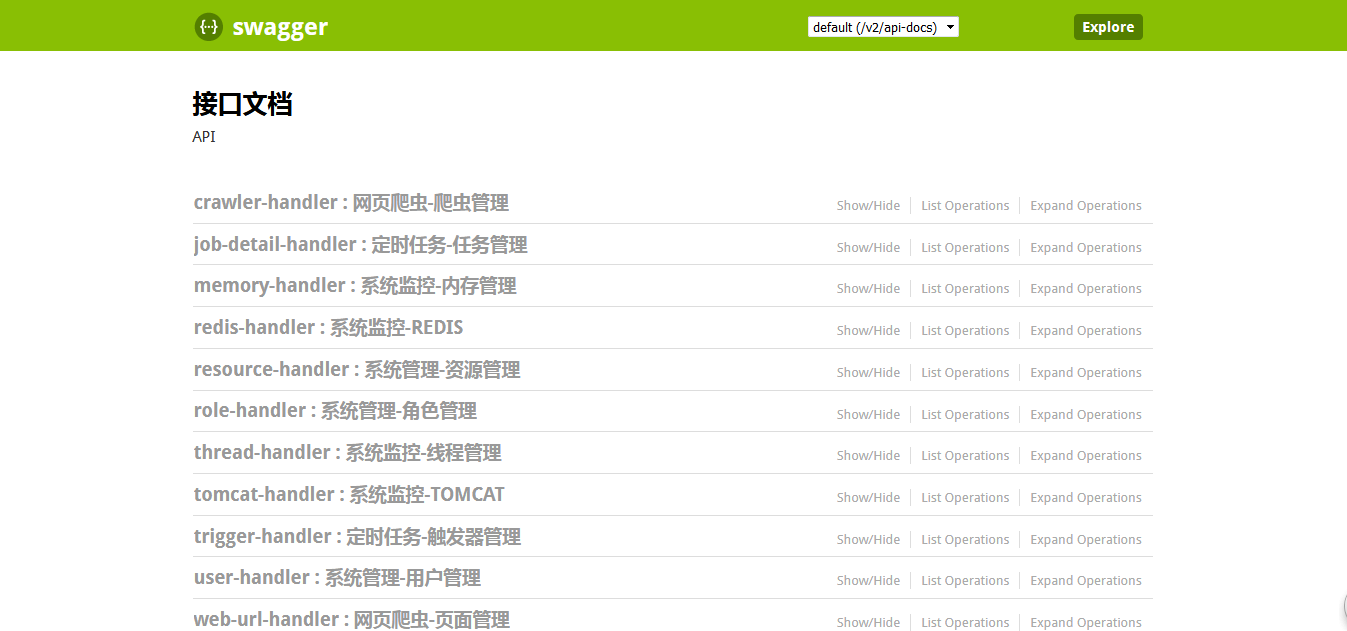 {···} swagger default (/v2/api-docs) Explore
接口文档
API
crawler-handler : 网页爬虫-爬虫管理 Show/Hide List Operations Expand Operations
job-detail-handler : 定时任务-任务管理 Show/Hide List Operations Expand Operations
memory-handler : 系统监控-内存管理 Show/Hide List Operations Expand Operations
redis-handler : 系统监控-REDIS Show/Hide List Operations Expand Operations
resource-handler : 系统管理-资源管理 Show/Hide List Operations Expand Operations
role-handler : 系统管理-角色管理 Show/Hide List Operations Expand Operations
thread-handler : 系统监控-线程管理 Show/Hide List Operations Expand Operations
tomcat-handler : 系统监控-TOMCAT Show/Hide List Operations Expand Operations
trigger-handler : 定时任务-触发器管理 Show/Hide List Operations Expand Operations
user-handler : 系统管理-用户管理 Show/Hide List Operations Expand Operations
web-url-handler : 网页爬虫-页面管理 Show/Hide List Operations Expand Operations